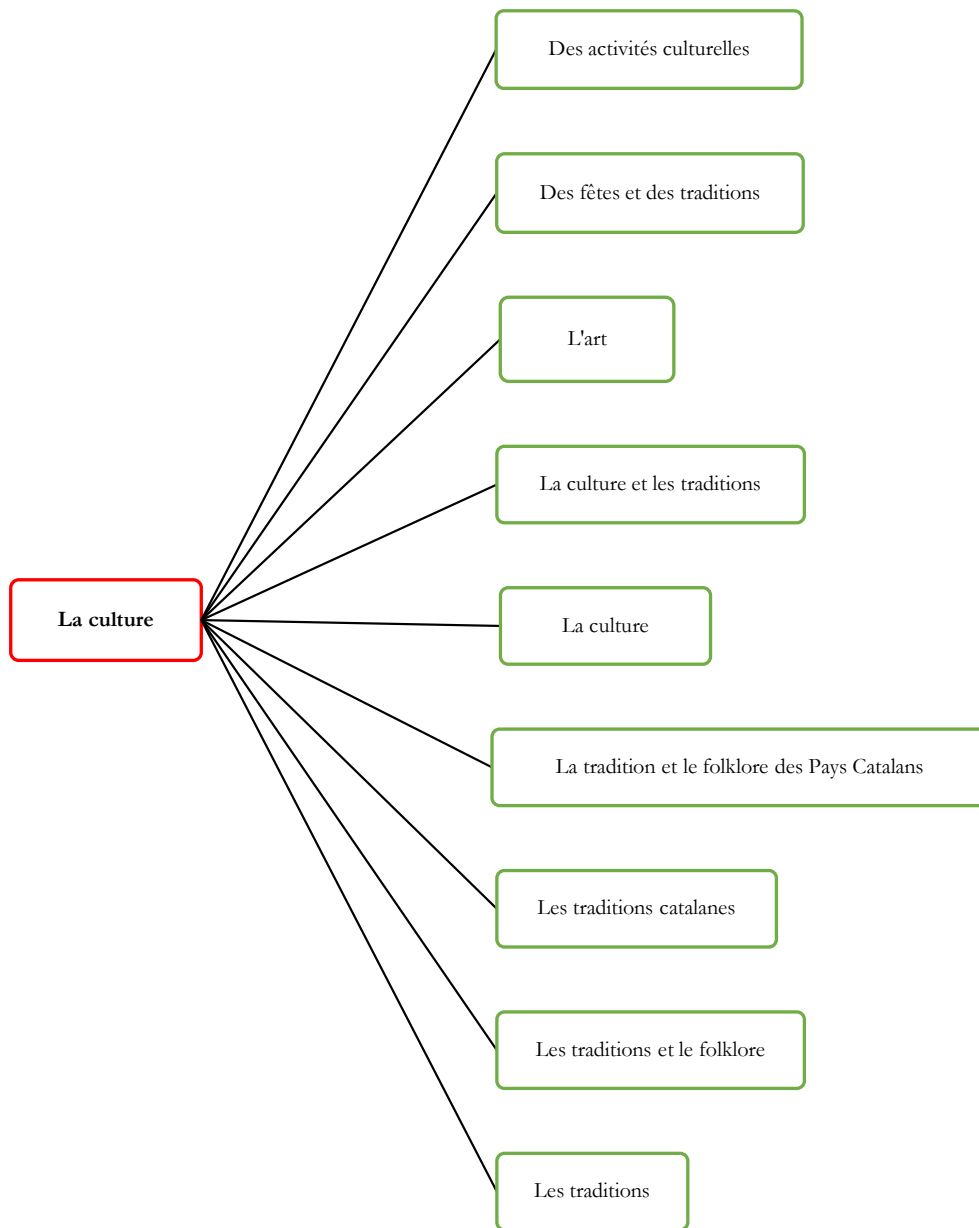 Des activités culturelles
Des fêtes et des traditions
L'art
La culture et les traditions
La culture
La culture
La tradition et le folklore des Pays Catalans
Les traditions catalanes
Les traditions et le folklore
Les traditions